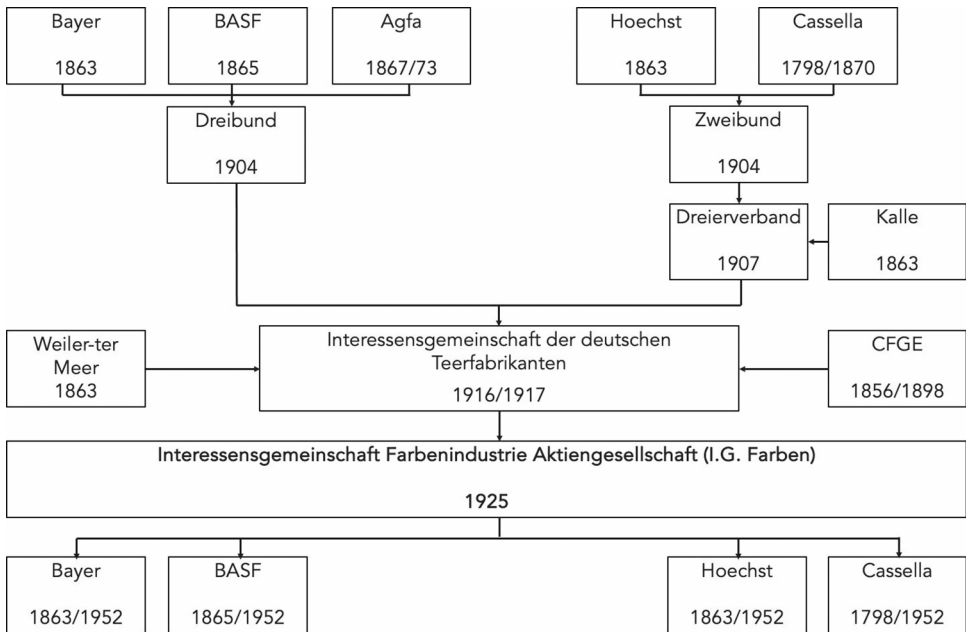 Bayer
1863
BASF
1865
Agfa
1867/73
Hoechst
1863
Cassella
1798/1870
Dreibund
1904
Zweibund
1904
Dreierverband
1907
Kalle
1863
Weiler-ter
Meer
1863
Interessensgemeinschaft der deutschen
Teerfabrikanten
1916/1917
CFGE
1856/1898
Interessensgemeinschaft Farbenindustrie Aktiengesellschaft (I.G. Farben)
1925
Bayer
1863/1952
BASF
1865/1952
Hoechst
1863/1952
Cassella
1798/1952